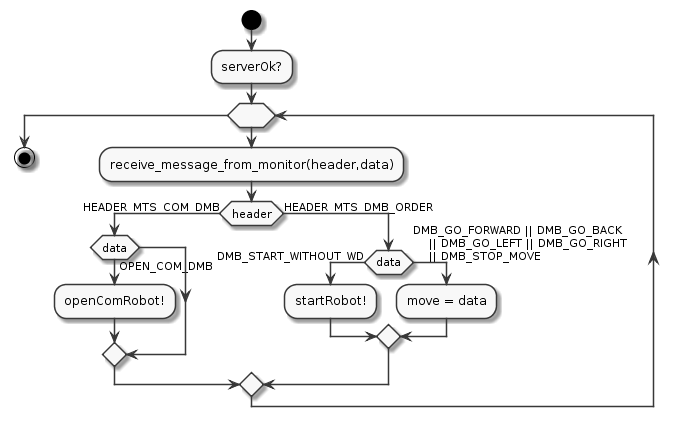 serverOk?
receive_message_from_monitor(header,data)
header
HEADER_MTS_COM_DMB
HEADER_MTS_DMB_ORDER
data
OPEN_COM_DMB
openComRobot!
data
DMB_START_WITHOUT_WD
DMB_GO_FORWARD || DMB_GO_BACK
|| DMB_GO_LEFT || DMB_GO_RIGHT
|| DMB_STOP_MOVE
startRobot!
move = data